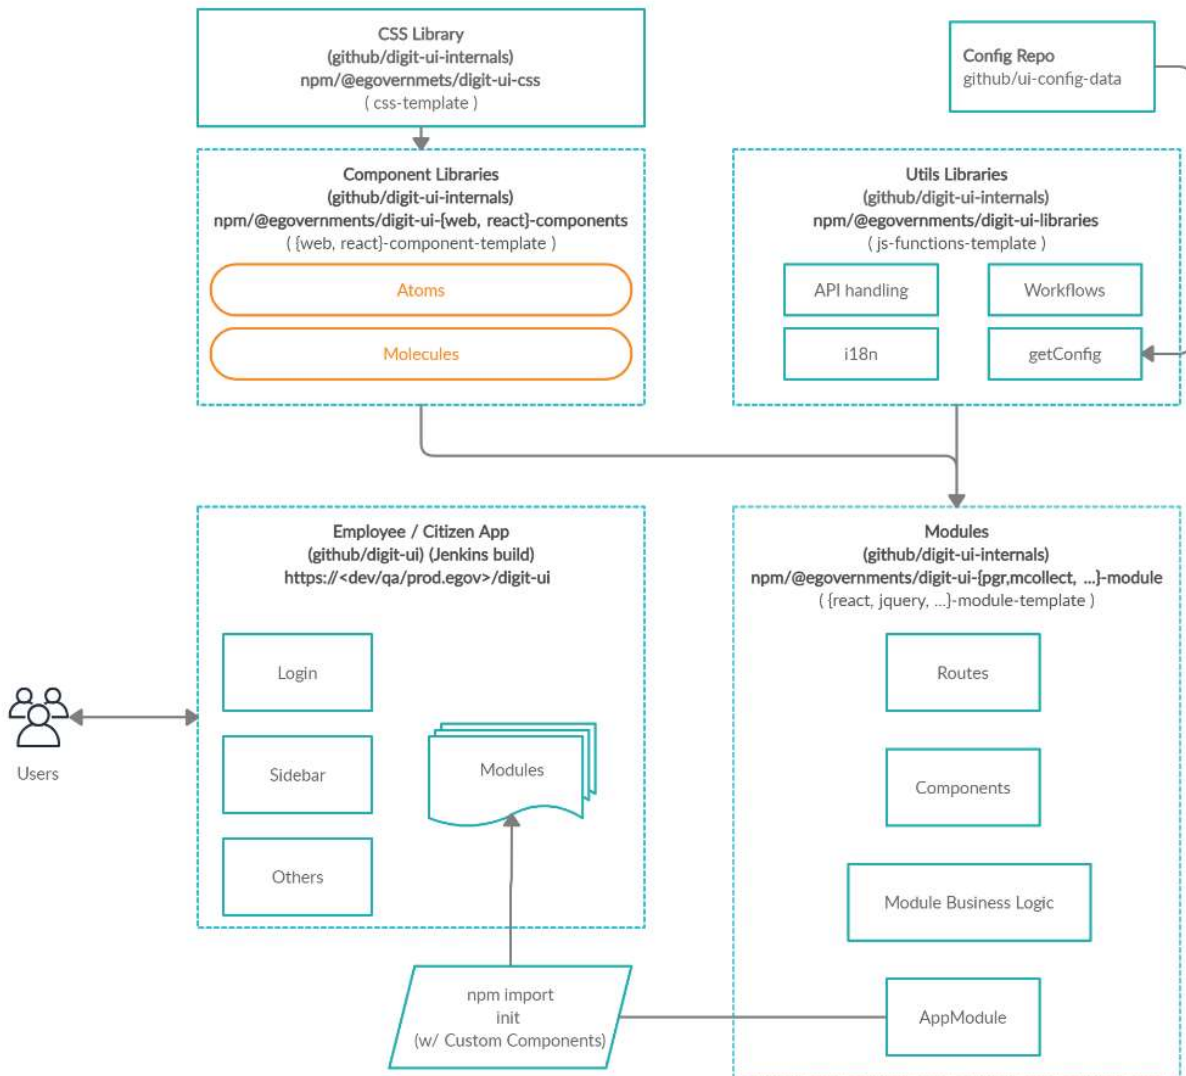 CSS Library
(github/digit-ui-internals)
npm/@egovernmets/digit-ui-css
( css-template )
Config Repo
github/ui-config-data
Component Libraries
(github/digit-ui-internals)
npm/@egovernments/digit-ui-{web, react}-components
( {web, react}-component-template )
Atoms
Molecules
Utils Libraries
(github/digit-ui-internals)
npm/@egovernments/digit-ui-libraries
( js-functions-template )
API handling
Workflows
i18n
getConfig
Employee / Citizen App
(github/digit-ui) (Jenkins build)
https://<dev/qa/prod.egov>/digit-ui
Login
Sidebar
Others
Modules
Users
Modules
(github/digit-ui-internals)
npm/@egovernments/digit-ui-{pgr,mcollect, ...}-module
( {react, jquery, ...}-module-template )
Routes
Components
Module Business Logic
AppModule
npm import
init
(w/ Custom Components)